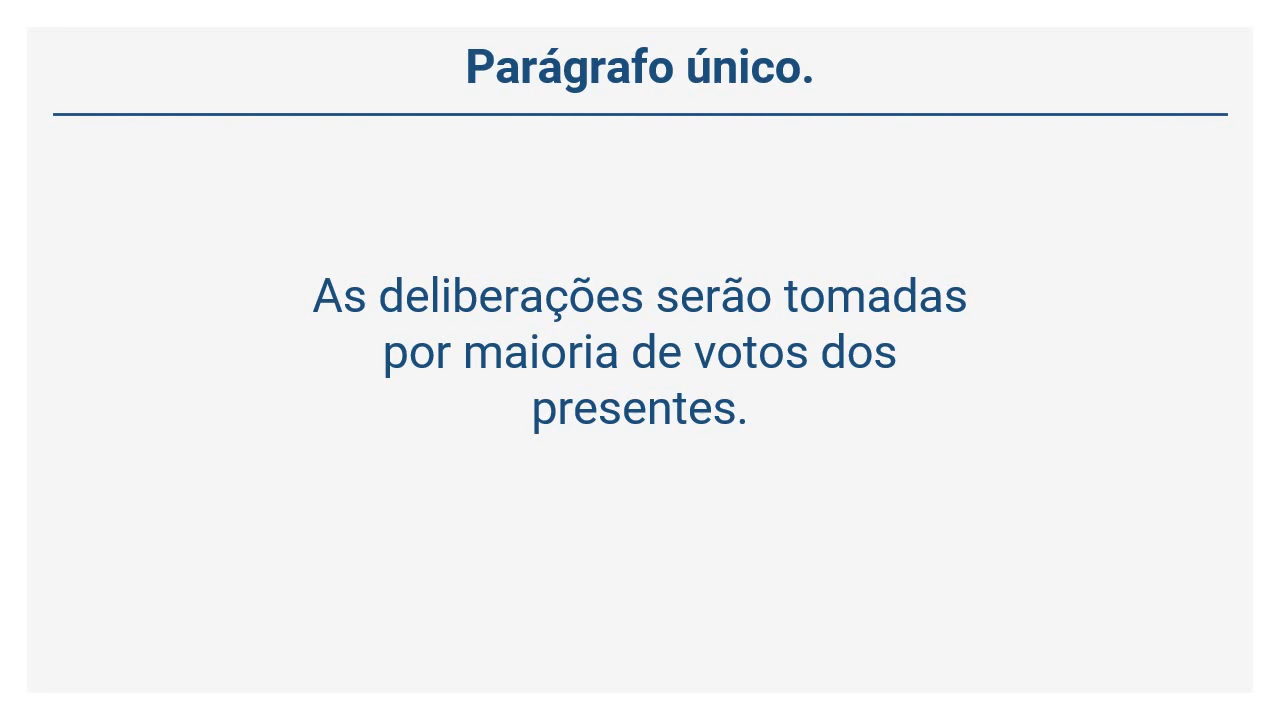 Parágrafo único.
As deliberações serão tomadas
por maioria de votos dos
presentes.